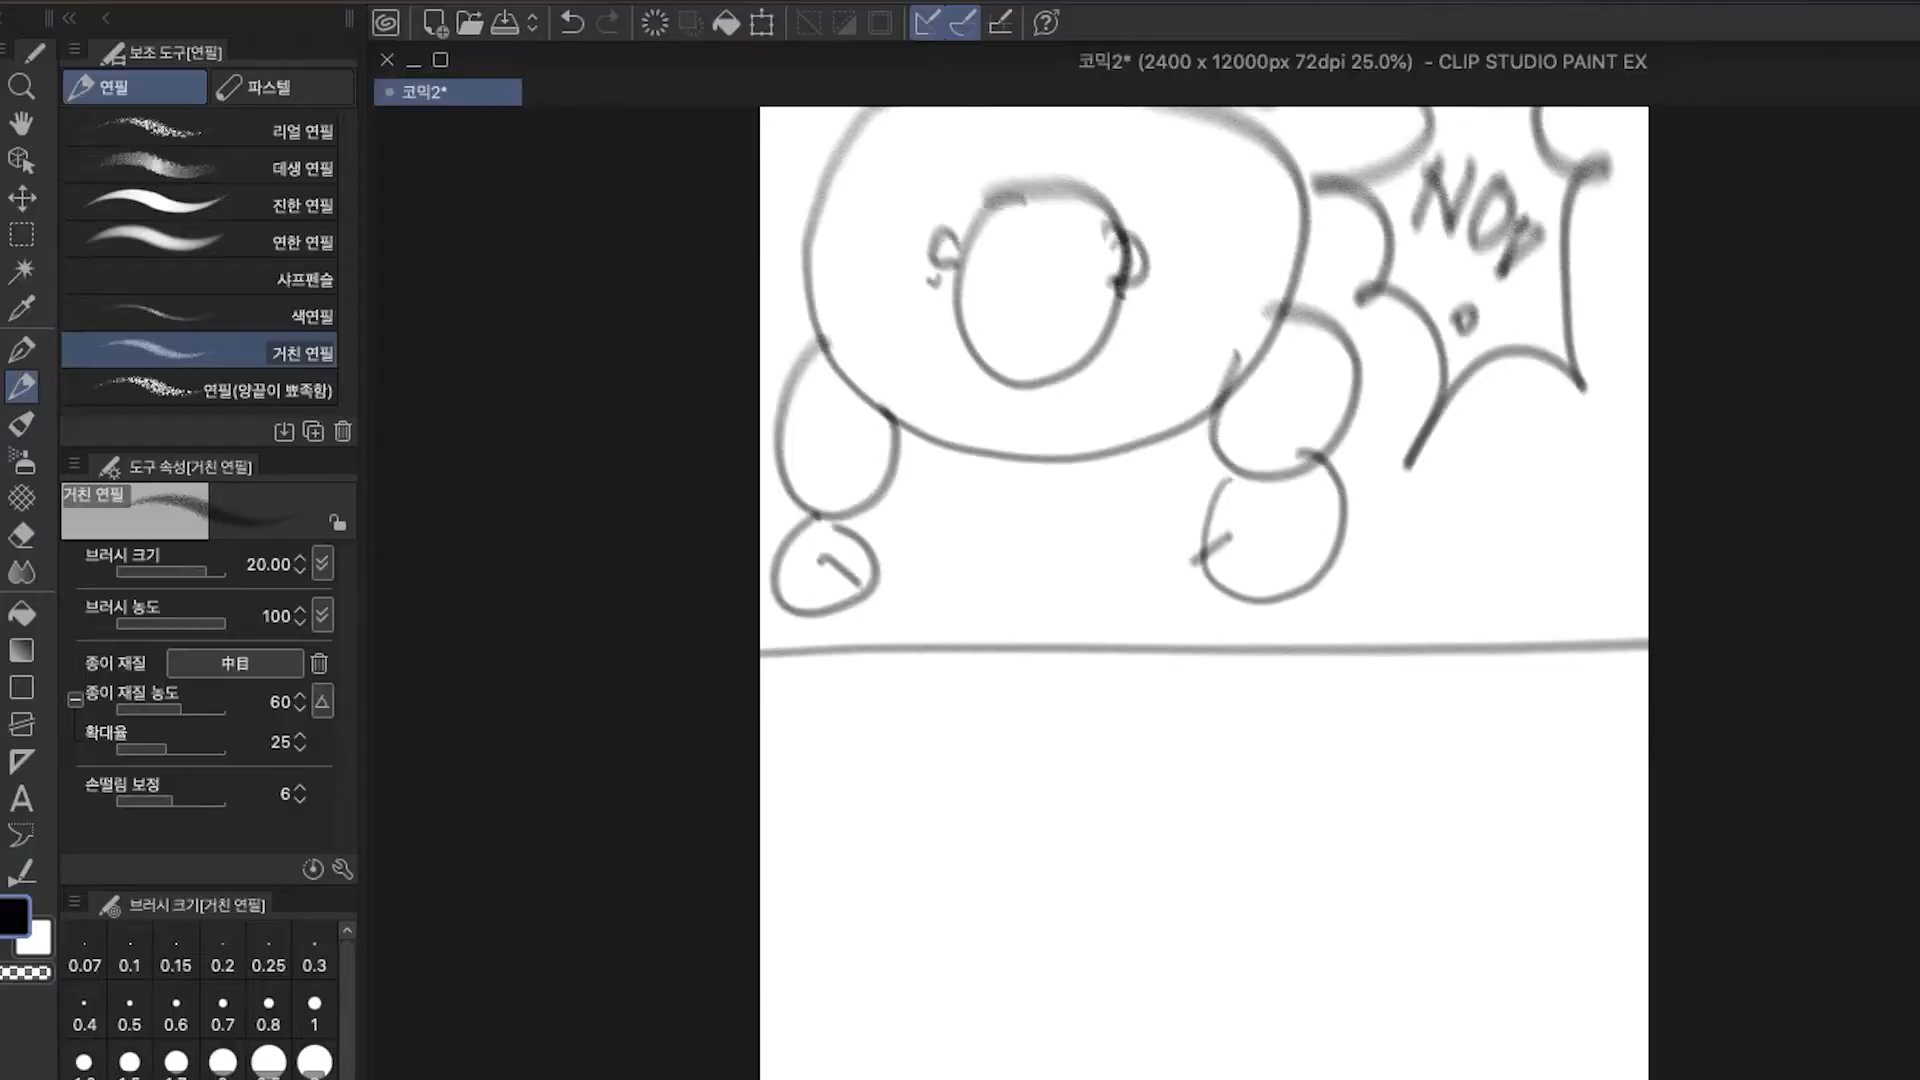 보조 도구[연필]
연필
파스텔
리얼 연필
데생 연필
진한 연필
연한 연필
샤프펜슬
색연필
거친 연필
연필(양끝이 뾰족함)
도구 속성[거친 연필]
거친 연필
브러시 크기
20.00
브러시 농도
100
종이 재질
中目
종이 재질 농도
60
확대율
25
손떨림 보정
6
브러시 크기[거친 연필]
0.07 0.1 0.15 0.2 0.25 0.3
0.4 0.5 0.6 0.7 0.8 1
코믹2* (2400 x 12000px 72dpi 25.0%) - CLIP STUDIO PAINT EX
코믹2*